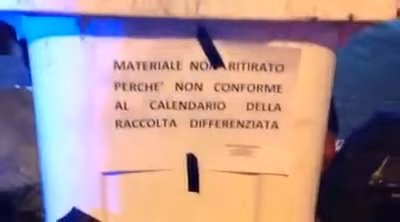 MATERIALE NON RITIRATO
PERCHE' NON CONFORME
AL CALENDARIO DELLA
RACCOLTA DIFFERENZIATA